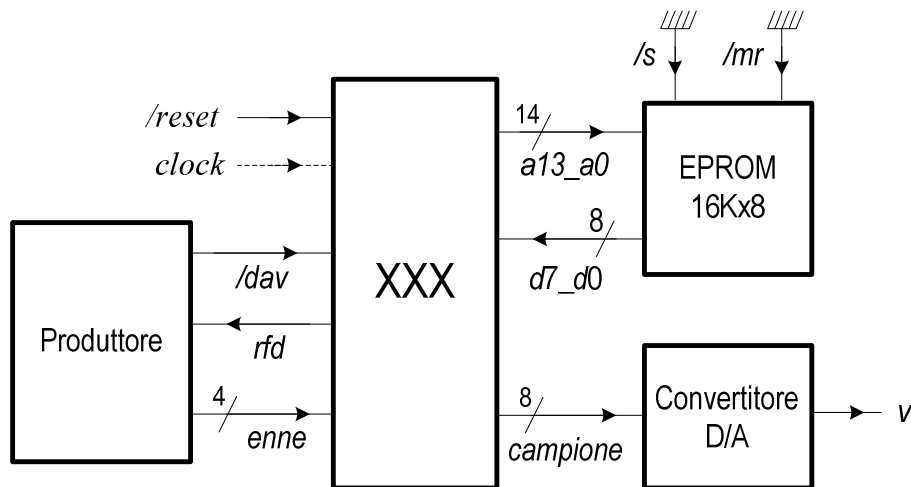 /s
/mr
/reset
clock
14
a13_a0
EPROM
16Kx8
8
d7_d0
/dav
XXX
Produttore
rfd
4
enne
8
campione
Convertitore
D/A
v